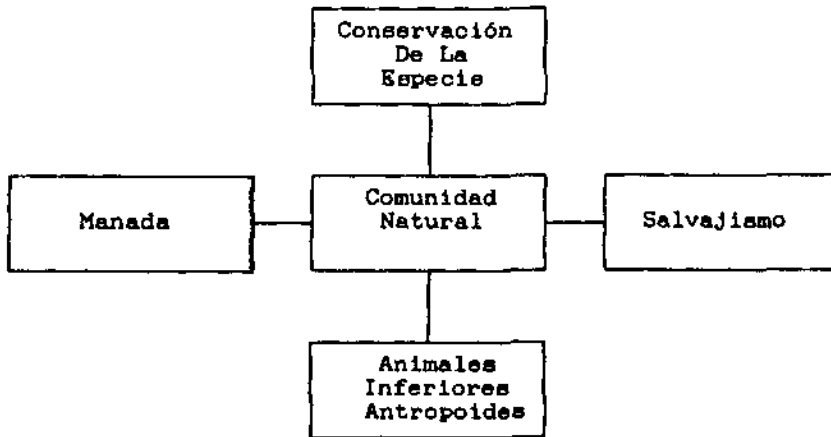 Conservación
De La
Especie
Manada
Comunidad
Natural
Salvajismo
Animales
Inferiores
Antropoides